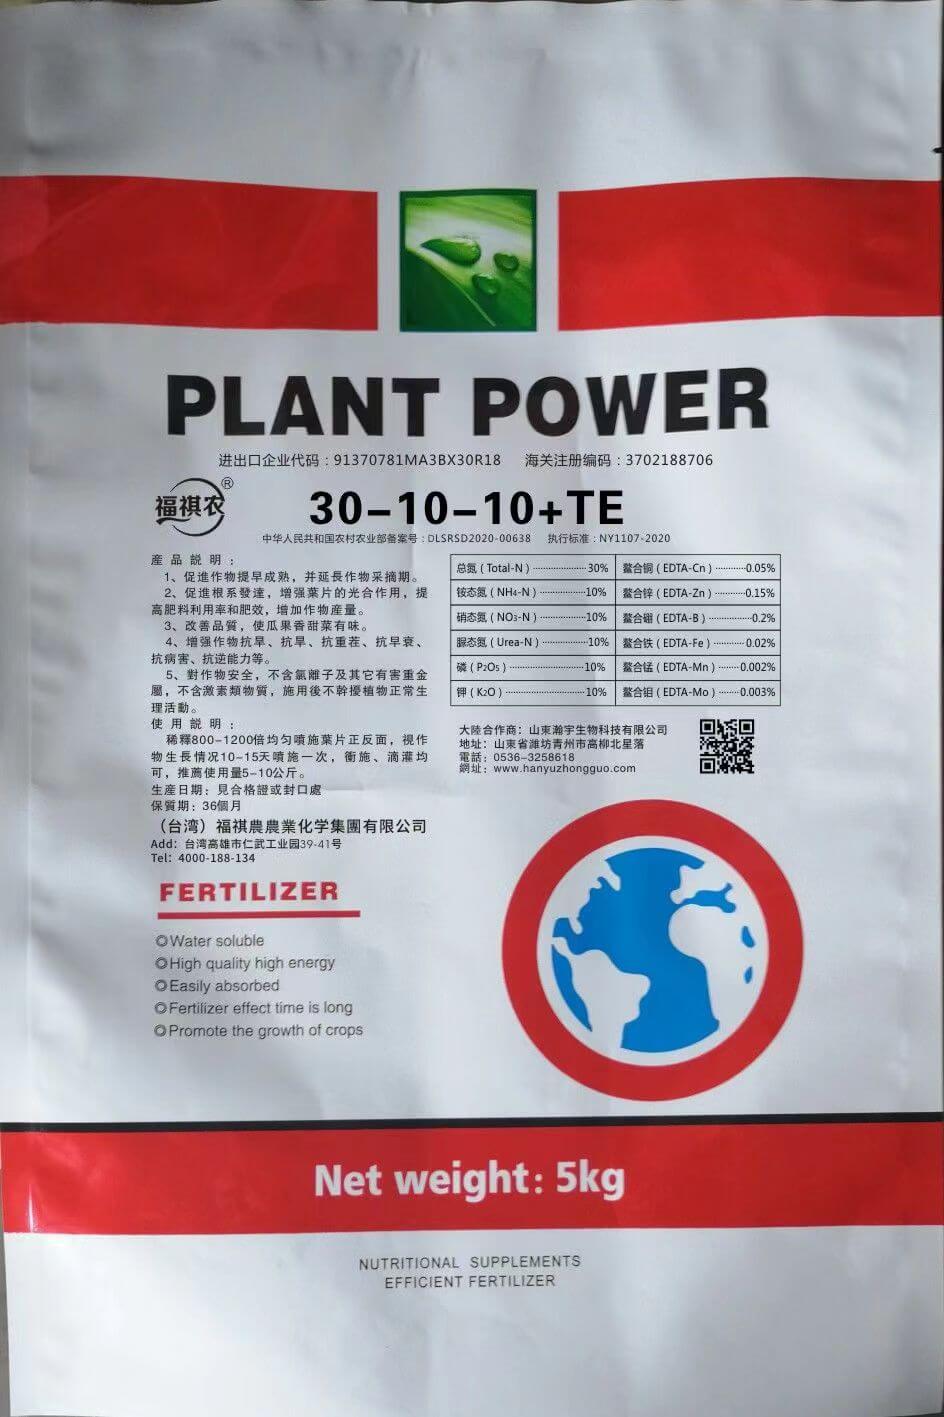 PLANT POWER
进出口企业代码：91370781MA3BX30R18 海关注册编码：3702188706
福祺农®
30-10-10+TE
中华人民共和国农村农业部备案号：DLSRSD2020-00638 执行标准：NY1107-2020
産品説明：
1、促進作物提早成熟，并延長作物采摘期。
2、促進根系發達，增强葉片的光合作用，提
高肥料利用率和肥效，增加作物産量。
3、改善品質，使瓜果香甜菜有味。
4、增强作物抗旱、抗旱、抗重茬、抗早衰、
抗病害、抗逆能力等。
5、對作物安全，不含氯離子及其它有害重金
屬，不含激素類物質，施用後不幹擾植物正常生
理活動。
使用説明：
稀釋800-1200倍均匀噴施葉片正反面，視作
物生長情况10-15天噴施一次，衝施、滴灌均
可，推薦使用量5-10公斤。
生産日期：見合格證或封口處
保質期：36個月
（台湾）福祺農農業化学集團有限公司
Add：台湾高雄市仁武工业园39-41号
Tel：4000-188-134
总氮（Total-N）···················30%
铵态氮（NH₄-N）·················10%
硝态氮（NO₃-N）·················10%
脲态氮（Urea-N）·················10%
磷（P₂O₅）···························10%
钾（K₂O）····························10%
螯合铜（EDTA-Cn）············0.05%
螯合锌（EDTA-Zn）············0.15%
螯合硼（EDTA-B）···············0.2%
螯合铁（EDTA-Fe）············0.02%
螯合锰（EDTA-Mn）········0.002%
螯合钼（EDTA-Mo）········0.003%
大陸合作商：山東瀚宇生物科技有限公司
地址：山東省濰坊青州市高柳北星落
電話：0536-3258618
網址：www.hanyuzhongguo.com
FERTILIZER
◎Water soluble
◎High quality high energy
◎Easily absorbed
◎Fertilizer effect time is long
◎Promote the growth of crops
Net weight: 5kg
NUTRITIONAL SUPPLEMENTS
EFFICIENT FERTILIZER